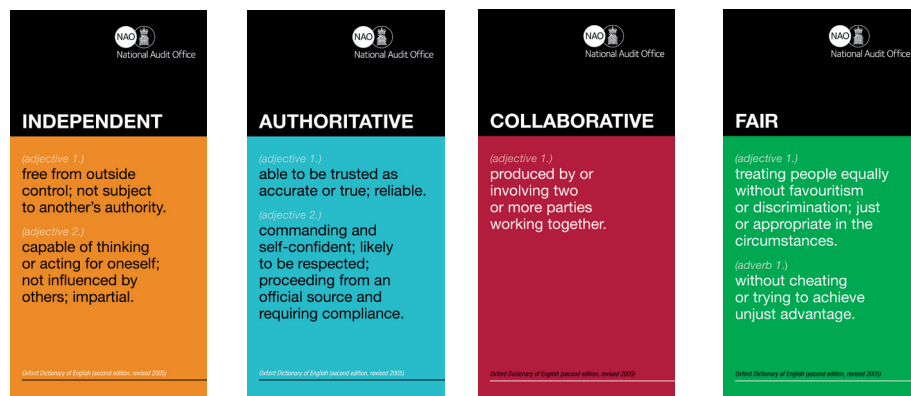 NAO
National Audit Office
INDEPENDENT
(adjective 1.)
free from outside
control; not subject
to another's authority.
(adjective 2.)
capable of thinking
or acting for oneself;
not influenced by
others; impartial.
Oxford Dictionary of English (second edition, revised 2005)
NAO
National Audit Office
AUTHORITATIVE
(adjective 1.)
able to be trusted as
accurate or true; reliable.
(adjective 2.)
commanding and
self-confident; likely
to be respected;
proceeding from an
official source and
requiring compliance.
Oxford Dictionary of English (second edition, revised 2005)
NAO
National Audit Office
COLLABORATIVE
(adjective 1.)
produced by or
involving two
or more parties
working together.
Oxford Dictionary of English (second edition, revised 2005)
NAO
National Audit Office
FAIR
(adjective 1.)
treating people equally
without favouritism
or discrimination; just
or appropriate in the
circumstances.
(adverb 1.)
without cheating
or trying to achieve
unjust advantage.
Oxford Dictionary of English (second edition, revised 2005)